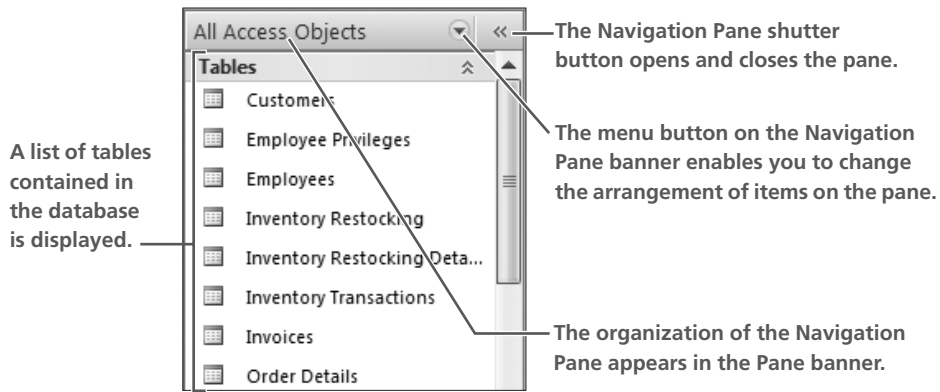 All Access Objects
«
Tables
Customers
Employee Privileges
Employees
Inventory Restocking
Inventory Restocking Deta...
Inventory Transactions
Invoices
Order Details
A list of tables
contained in
the database
is displayed.
The Navigation Pane shutter
button opens and closes the pane.
The menu button on the Navigation
Pane banner enables you to change
the arrangement of items on the pane.
The organization of the Navigation
Pane appears in the Pane banner.